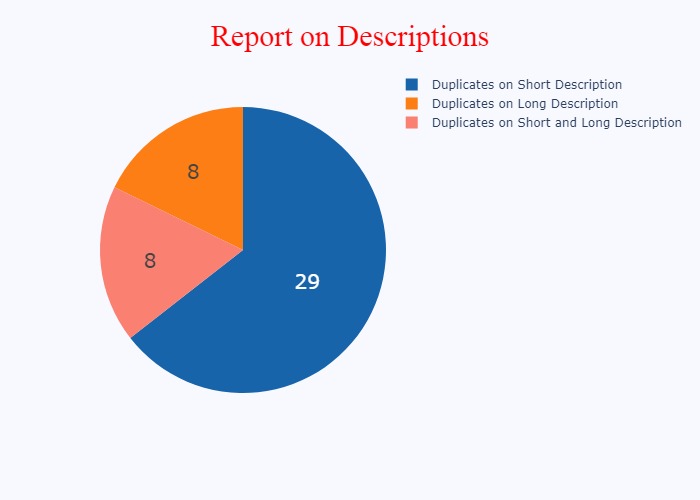 Report on Descriptions
Duplicates on Short Description
Duplicates on Long Description
Duplicates on Short and Long Description
8
8
29